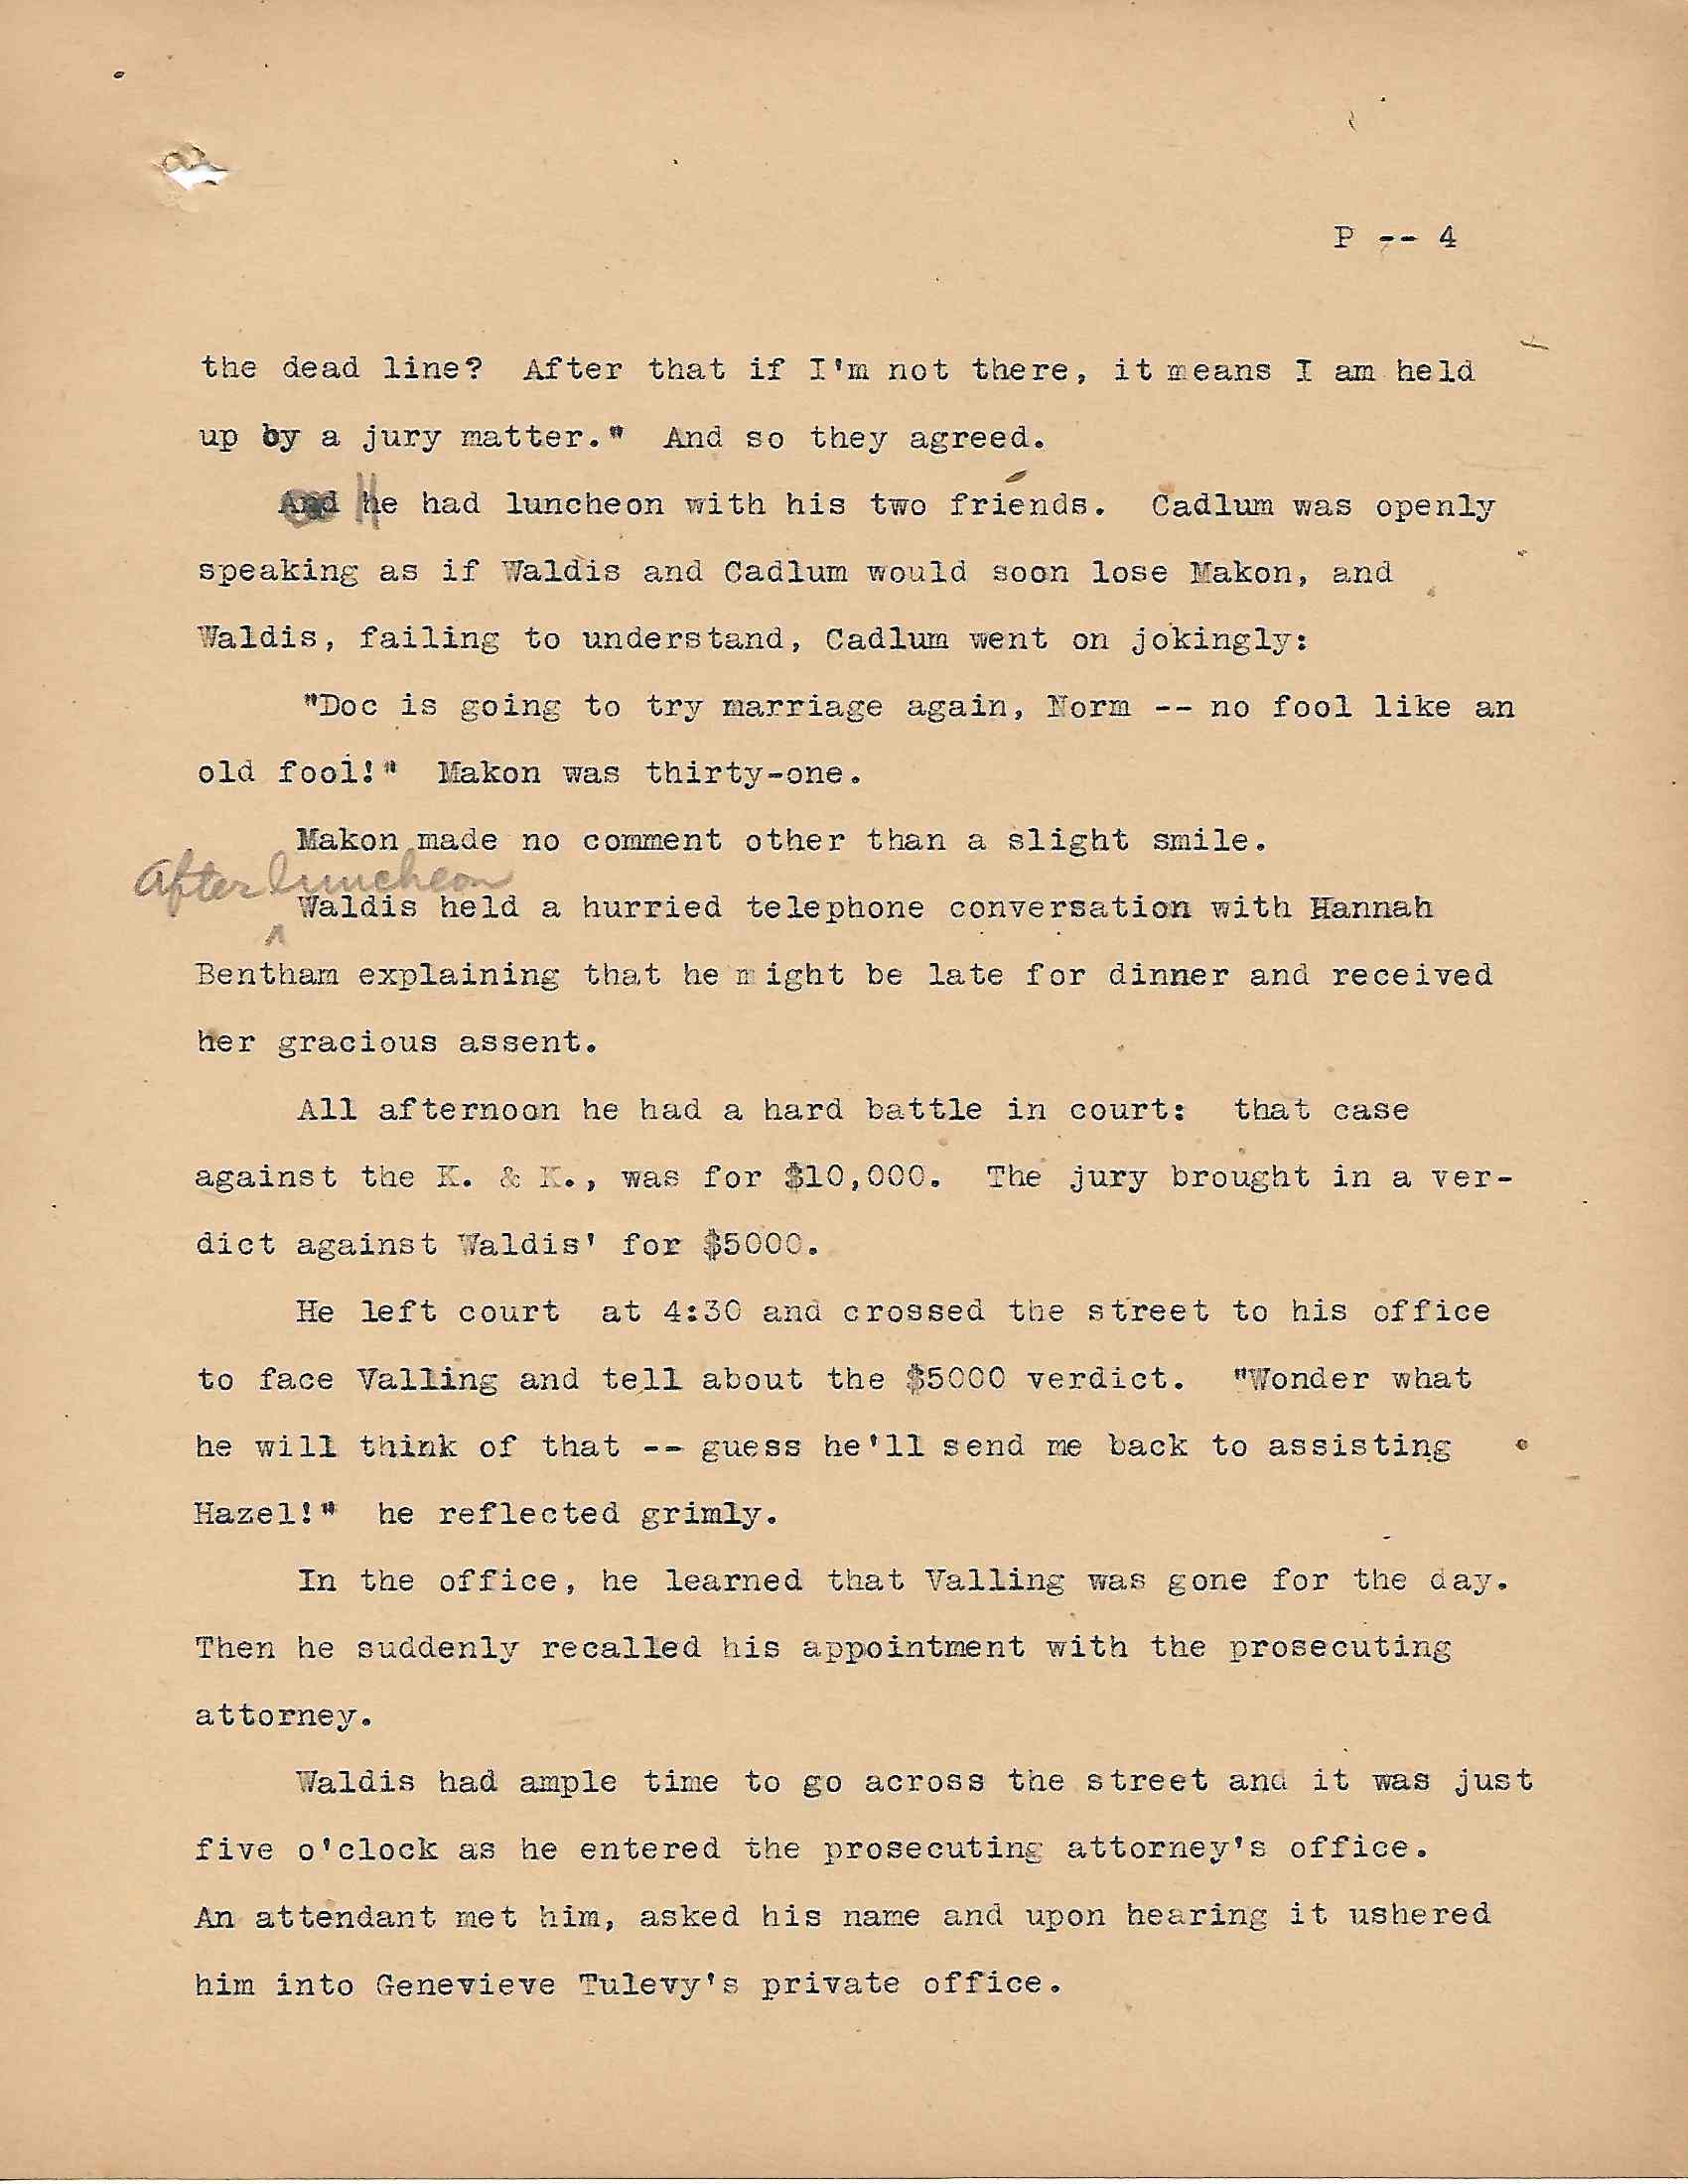 P -- 4
the dead line?  After that if I'm not there, it means I am held
up by a jury matter."  And so they agreed.
And He had luncheon with his two friends.  Cadlum was openly
speaking as if Waldis and Cadlum would soon lose Makon, and
Waldis, failing to understand, Cadlum went on jokingly:
"Doc is going to try marriage again, Norm -- no fool like an
old fool!"  Makon was thirty-one.
Makon made no comment other than a slight smile.
After luncheon
Waldis held a hurried telephone conversation with Hannah
Bentham explaining that he might be late for dinner and received
her gracious assent.
All afternoon he had a hard battle in court:  that case
against the K. & K., was for $10,000.  The jury brought in a ver-
dict against Waldis' for $5000.
He left court  at 4:30 and crossed the street to his office
to face Valling and tell about the $5000 verdict.  "Wonder what
he will think of that -- guess he'll send me back to assisting
Hazel!"  he reflected grimly.
In the office, he learned that Valling was gone for the day.
Then he suddenly recalled his appointment with the prosecuting
attorney.
Waldis had ample time to go across the street and it was just
five o'clock as he entered the prosecuting attorney's office.
An attendant met him, asked his name and upon hearing it ushered
him into Genevieve Tulevy's private office.